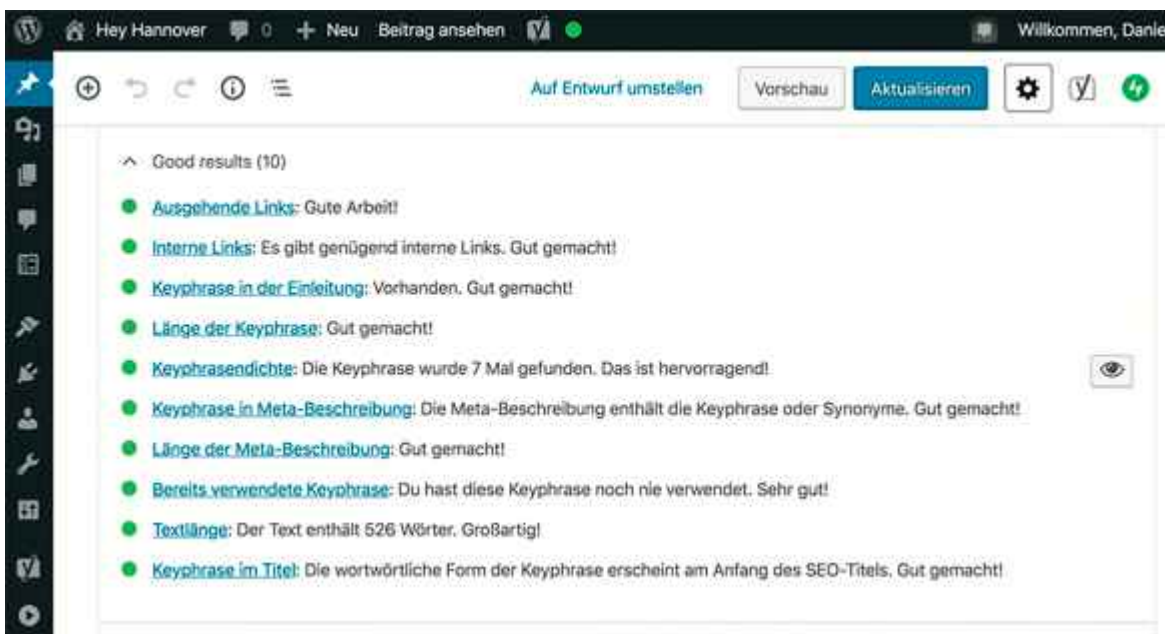 Hey Hannover 0 + Neu Beitrag ansehen Willkommen, Danie
Auf Entwurf umstellen Vorschau Aktualisieren
Good results (10)
Ausgehende Links: Gute Arbeit!
Interne Links: Es gibt genügend interne Links. Gut gemacht!
Keyphrase in der Einleitung: Vorhanden. Gut gemacht!
Länge der Keyphrase: Gut gemacht!
Keyphrasendichte: Die Keyphrase wurde 7 Mal gefunden. Das ist hervorragend!
Keyphrase in Meta-Beschreibung: Die Meta-Beschreibung enthält die Keyphrase oder Synonyme. Gut gemacht!
Länge der Meta-Beschreibung: Gut gemacht!
Bereits verwendete Keyphrase: Du hast diese Keyphrase noch nie verwendet. Sehr gut!
Textlänge: Der Text enthält 526 Wörter. Großartig!
Keyphrase im Titel: Die wortwörtliche Form der Keyphrase erscheint am Anfang des SEO-Titels. Gut gemacht!